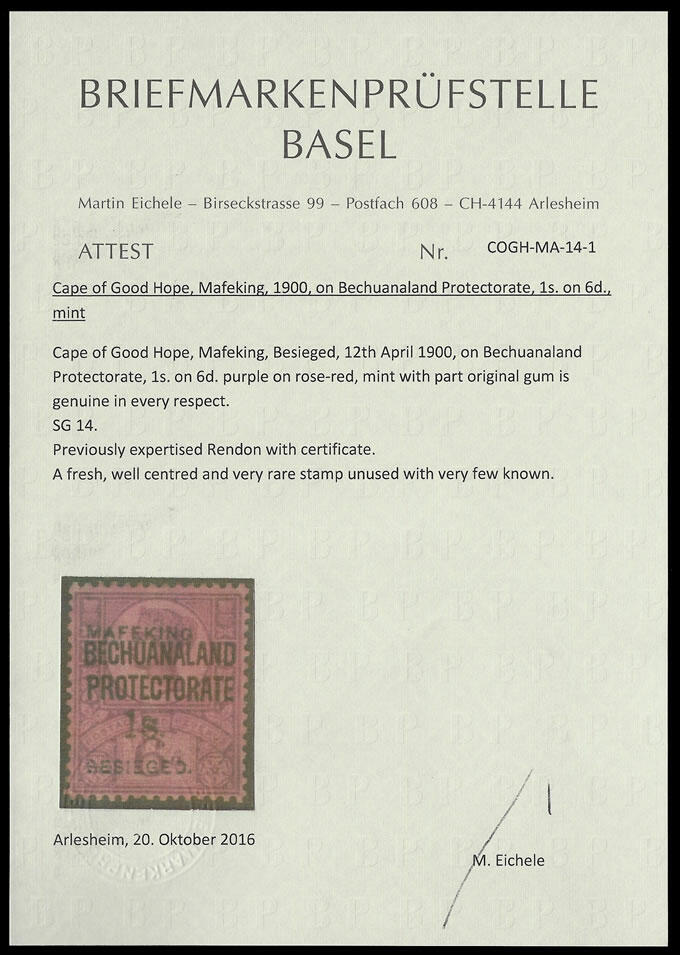 BRIEFMARKENPRÜFSTELLE
BASEL
Martin Eichele – Birseckstrasse 99 – Postfach 608 – CH-4144 Arlesheim
ATTEST Nr. COGH-MA-14-1
Cape of Good Hope, Mafeking, 1900, on Bechuanaland Protectorate, 1s. on 6d.,
mint
Cape of Good Hope, Mafeking, Besieged, 12th April 1900, on Bechuanaland
Protectorate, 1s. on 6d. purple on rose-red, mint with part original gum is
genuine in every respect.
SG 14.
Previously expertised Rendon with certificate.
A fresh, well centred and very rare stamp unused with very few known.
MAFEKING
BECHUANALAND
PROTECTORATE
1s.
BESIEGED.
Arlesheim, 20. Oktober 2016
M. Eichele